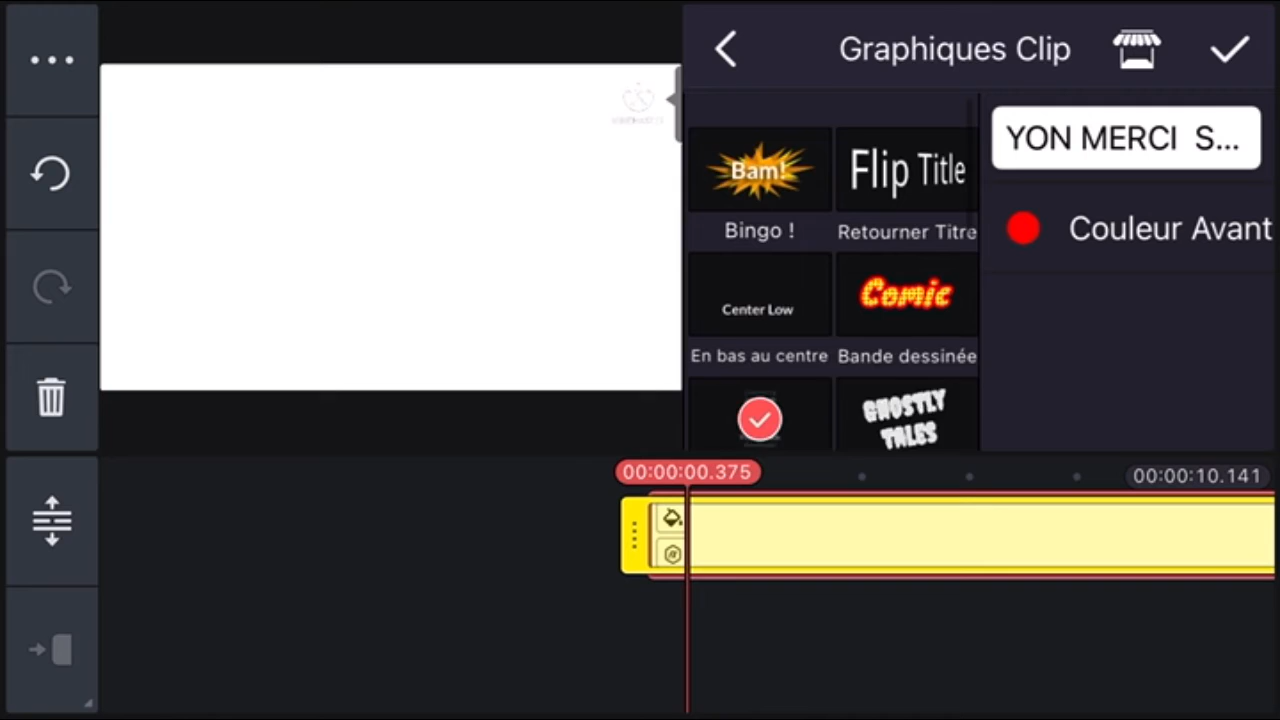 Graphiques Clip
YON MERCI S...
Bam!
Flip Title
Bingo !
Retourner Titre
Couleur Avant
Center Low
Comic
En bas au centre
Bande dessinée
GHOSTLY
TALES
00:00:00.375
00:00:10.141